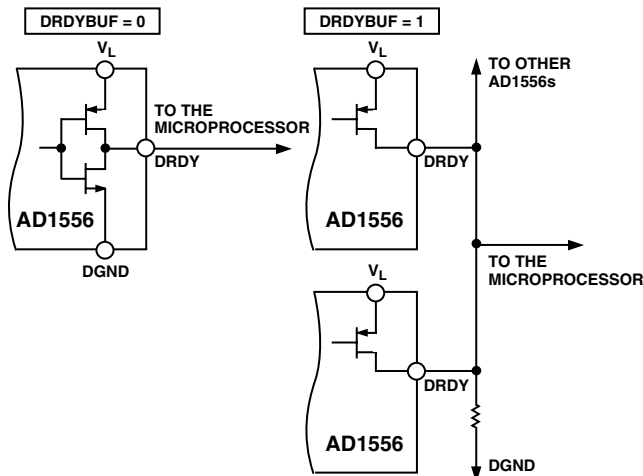 DRDYBUF = 0
VL
TO THE
MICROPROCESSOR
DRDY
AD1556
DGND
DRDYBUF = 1
VL
TO OTHER
AD1556s
DRDY
AD1556
TO THE
MICROPROCESSOR
VL
DRDY
AD1556
DGND